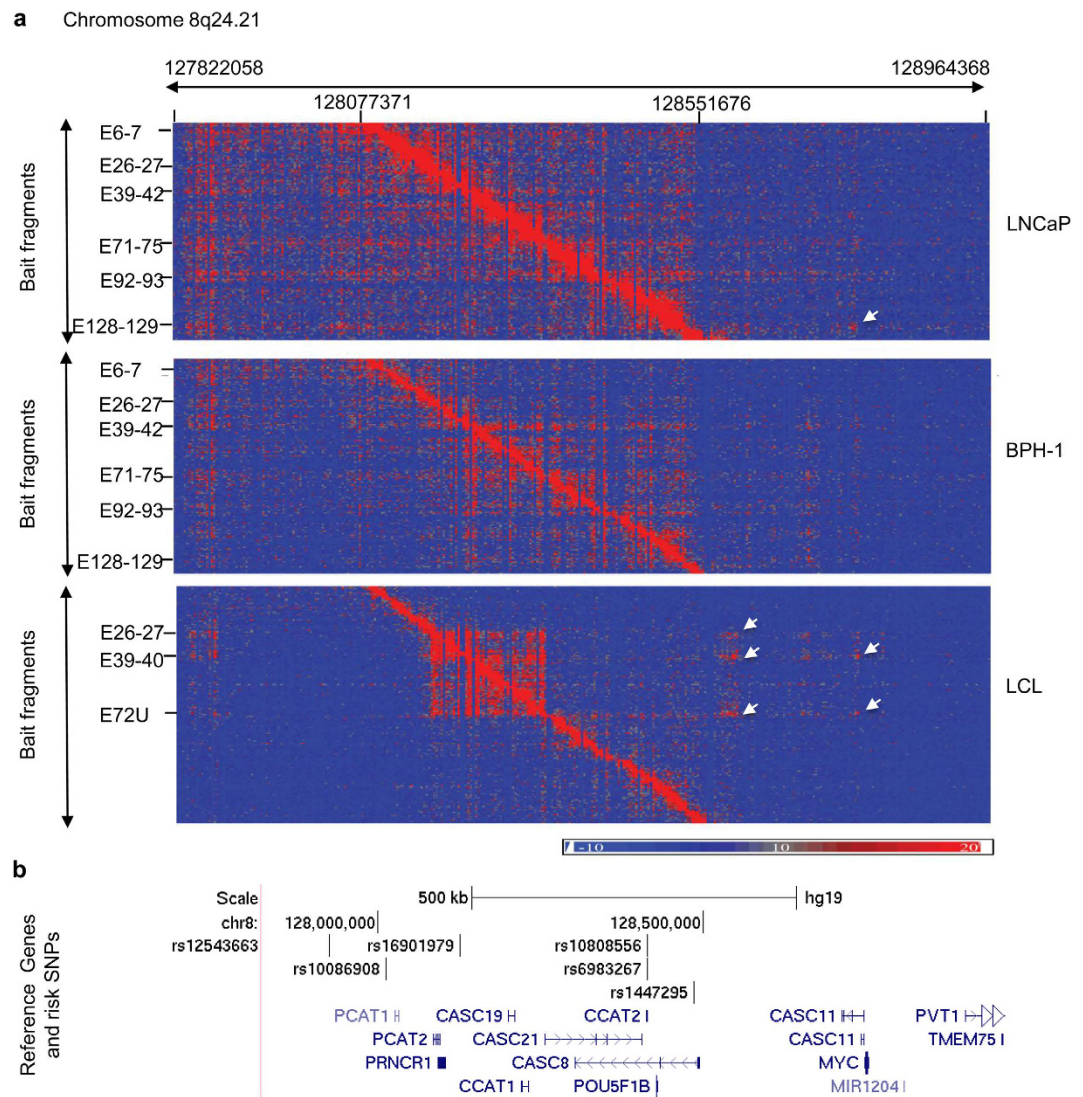 a Chromosome 8q24.21
127822058 128964368
128077371 128551676
Bait fragments
E6-7
E26-27
E39-42
E71-75
E92-93
E128-129
LNCaP
Bait fragments
E6-7
E26-27
E39-42
E71-75
E92-93
E128-129
BPH-1
Bait fragments
E26-27
E39-40
E72U
LCL
-10 10 20
b
Reference Genes
and risk SNPs
Scale 500 kb hg19
chr8: 128,000,000 128,500,000
rs12543663 rs16901979 rs10808556
rs10086908 rs6983267
rs1447295
PCAT1 CASC19 CCAT2 CASC11 PVT1
PCAT2 CASC21 CASC11 TMEM75
PRNCR1 CASC8 MYC
CCAT1 POU5F1B MIR1204